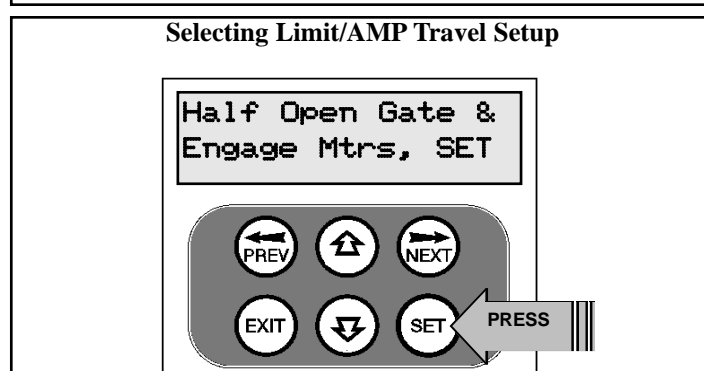 Selecting Limit/AMP Travel Setup
Half Open Gate &
Engage Mtrs, SET
PREV
NEXT
EXIT
SET
PRESS